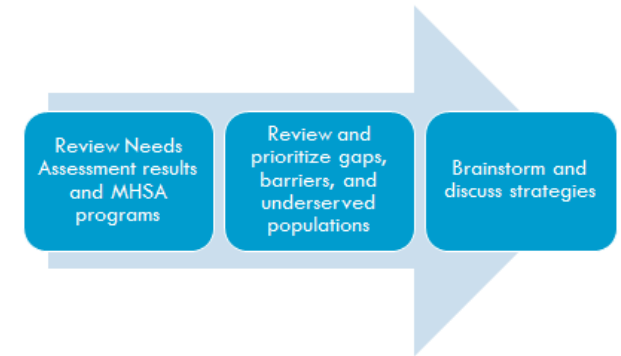 Review Needs
Assessment results
and MHSA
programs
Review and
prioritize gaps,
barriers, and
underserved
populations
Brainstorm and
discuss strategies